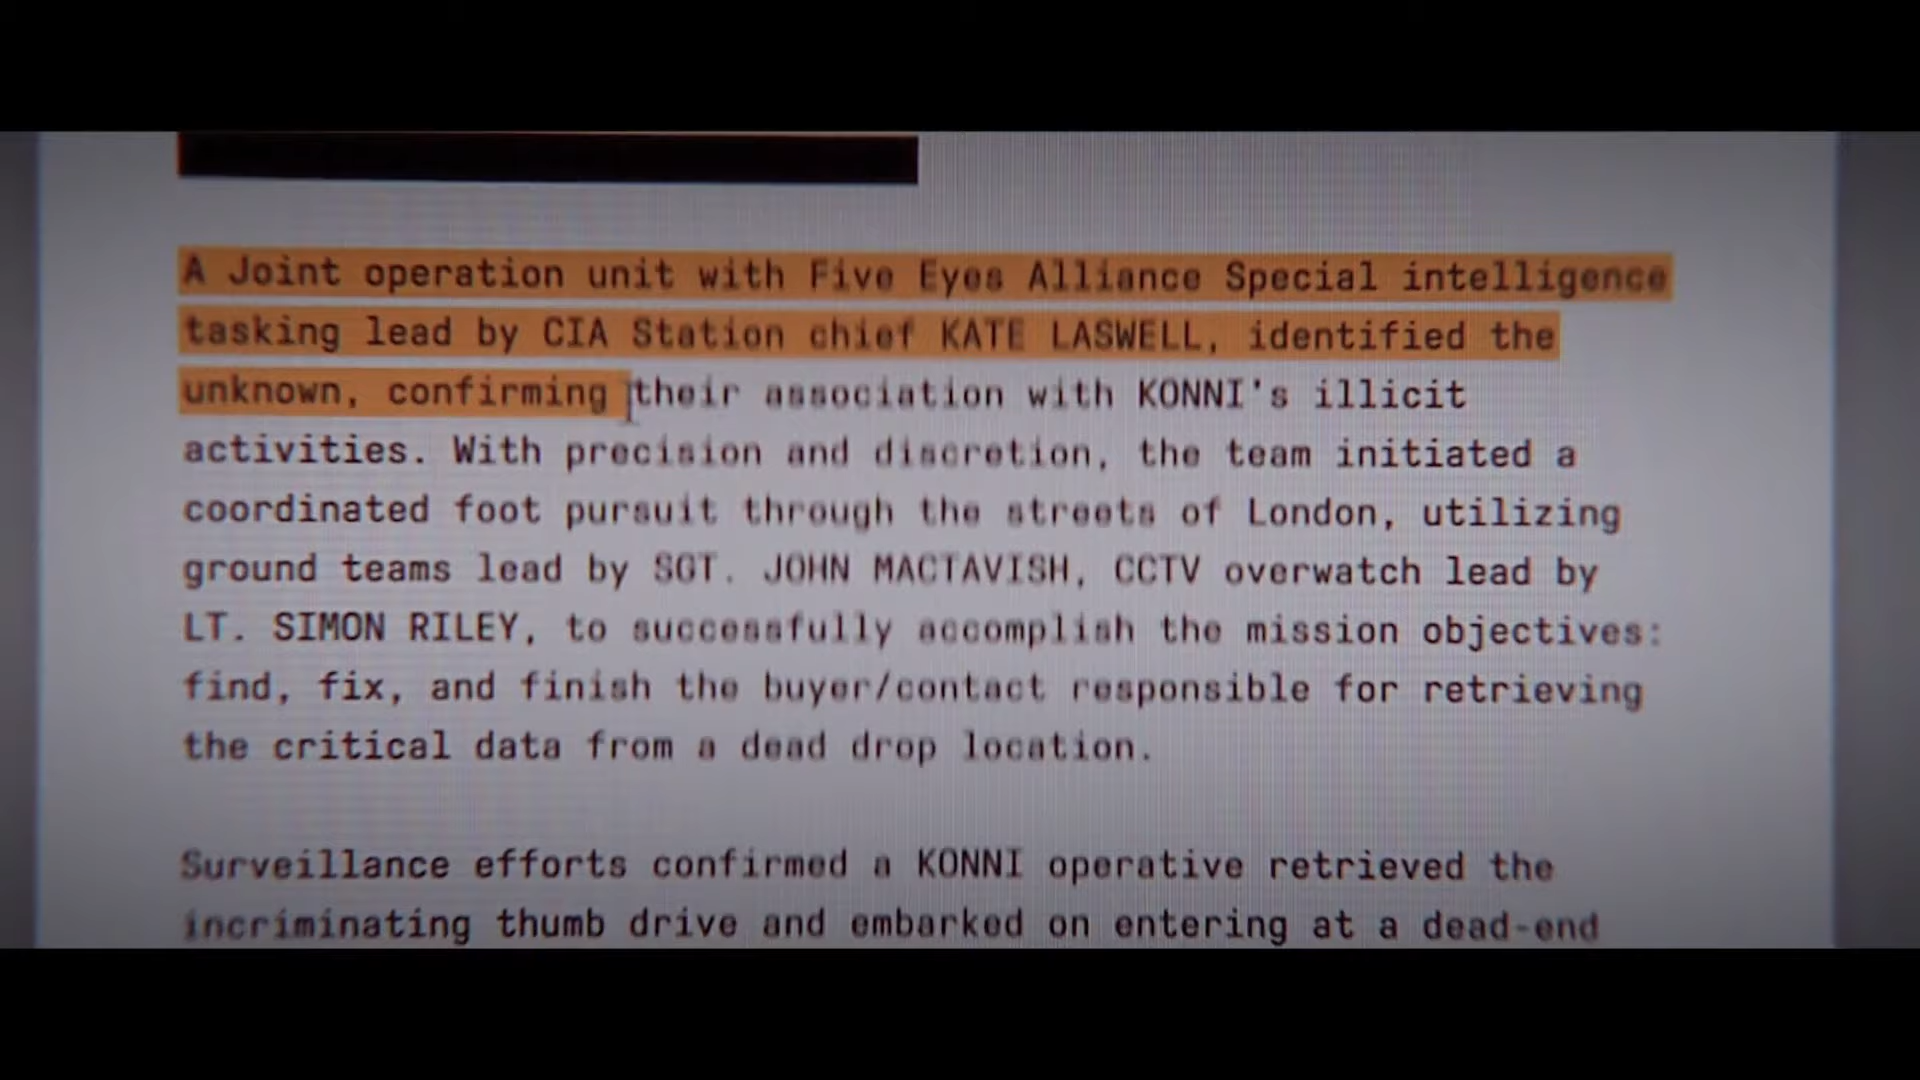 A Joint operation unit with Five Eyes Alliance Special intelligence
tasking lead by CIA Station chief KATE LASWELL, identified the
unknown, confirming their association with KONNI's illicit
activities. With precision and discretion, the team initiated a
coordinated foot pursuit through the streets of London, utilizing
ground teams lead by SGT. JOHN MACTAVISH, CCTV overwatch lead by
LT. SIMON RILEY, to successfully accomplish the mission objectives:
find, fix, and finish the buyer/contact responsible for retrieving
the critical data from a dead drop location.
Surveillance efforts confirmed a KONNI operative retrieved the
incriminating thumb drive and embarked on entering at a dead-end